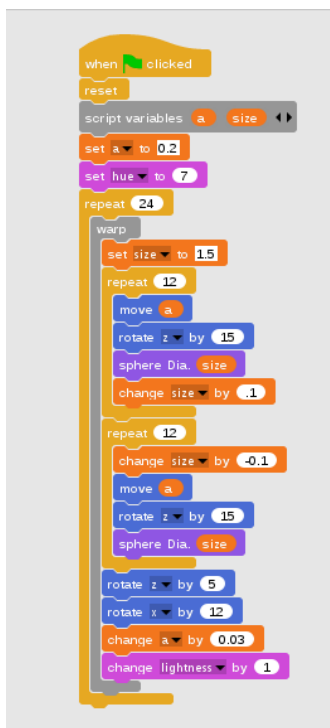 when clicked
reset
script variables a size
set a to 0.2
set hue to 7
repeat 24
warp
set size to 1.5
repeat 12
move a
rotate z by 15
sphere Dia. size
change size by .1
repeat 12
change size by -0.1
move a
rotate z by 15
sphere Dia. size
rotate z by 5
rotate x by 12
change a by 0.03
change lightness by 1